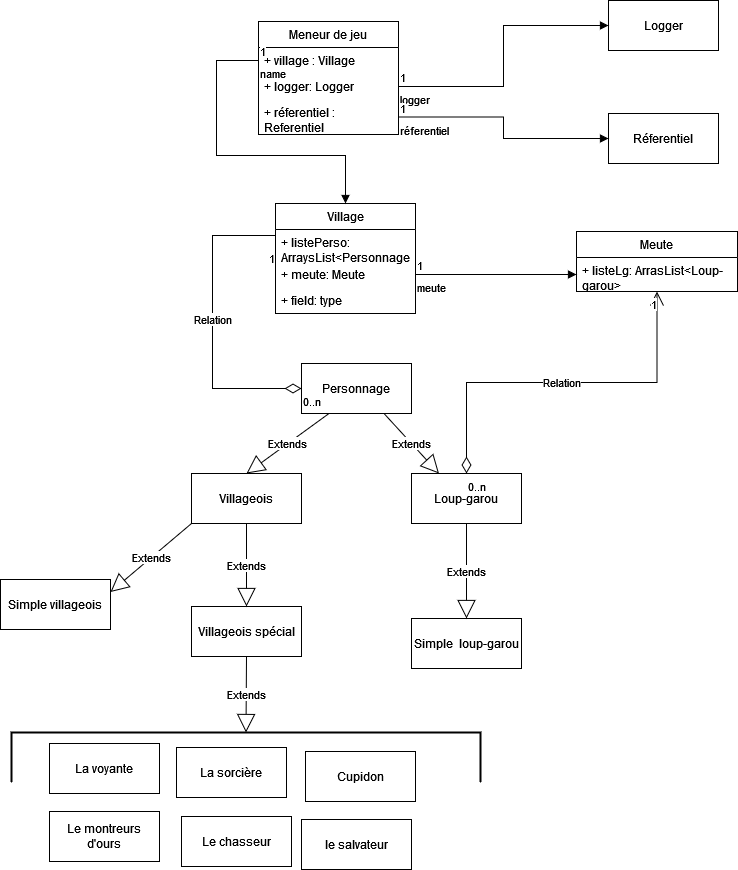 Meneur de jeu
1
+ village : Village
name
+ logger: Logger
+ réferentiel :
Referentiel
1
logger
1
réferentiel
Logger
Réferentiel
Village
+ listePerso:
ArraysList<Personnage
1
+ meute: Meute
+ field: type
1
meute
Meute
+ listeLg: ArrasList<Loup-
garou>
1
Relation
Personnage
0..n
Relation
Extends
Extends
Villageois
0..n
Loup-garou
Extends
Extends
Extends
Simple villageois
Villageois spécial
Simple loup-garou
Extends
La voyante
La sorcière
Cupidon
Le montreurs
d'ours
Le chasseur
le salvateur